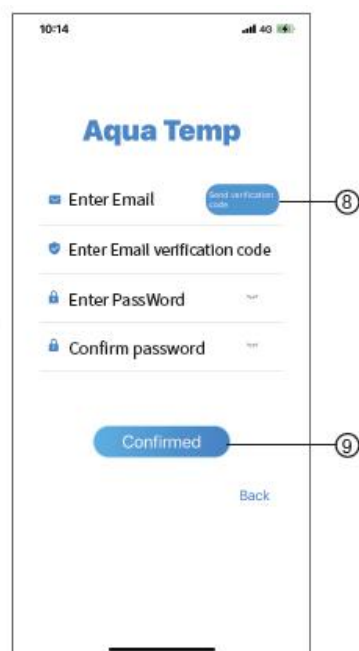 10:14
4G
Aqua Temp
Enter Email
Send verification
code
⑧
Enter Email verification code
Enter PassWord
Confirm password
Confirmed
⑨
Back